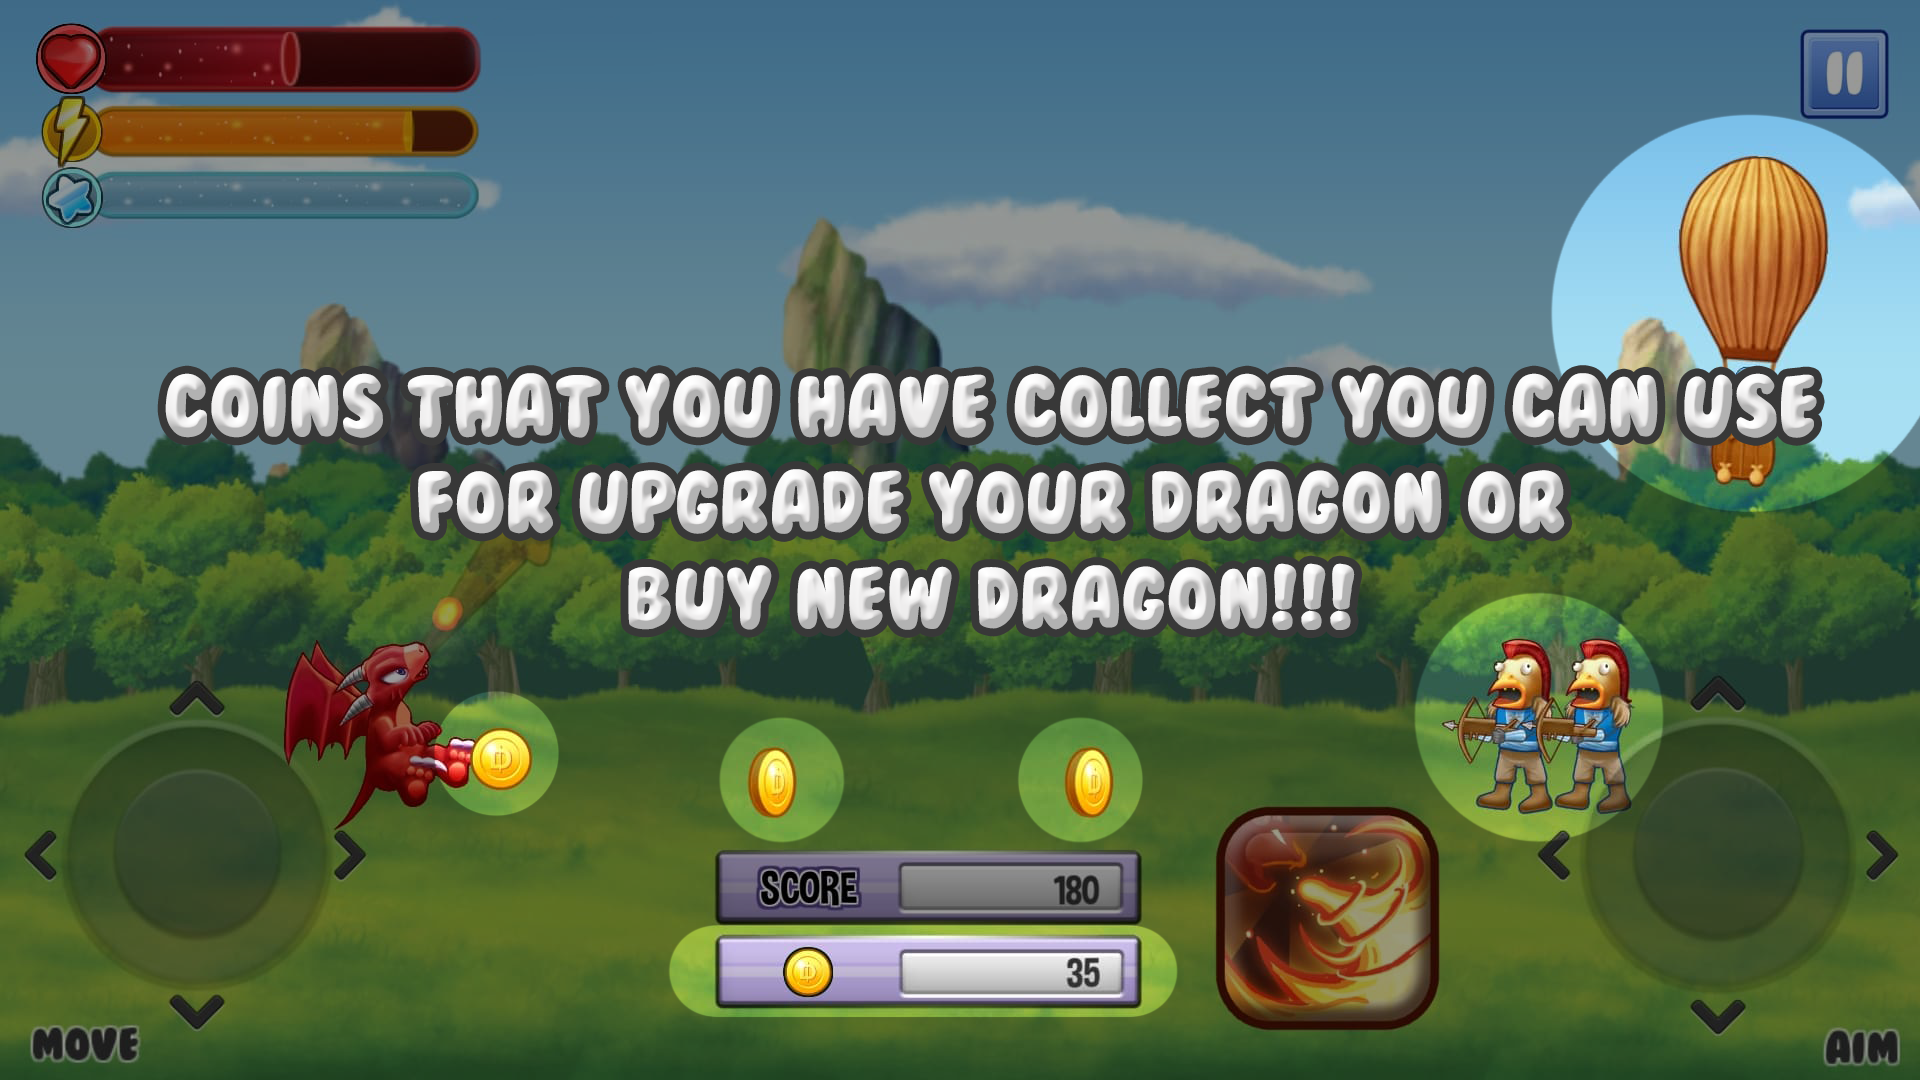 COINS THAT YOU HAVE COLLECT YOU CAN USE
FOR UPGRADE YOUR DRAGON OR
BUY NEW DRAGON!!!
SCORE 180
35
MOVE
AIM